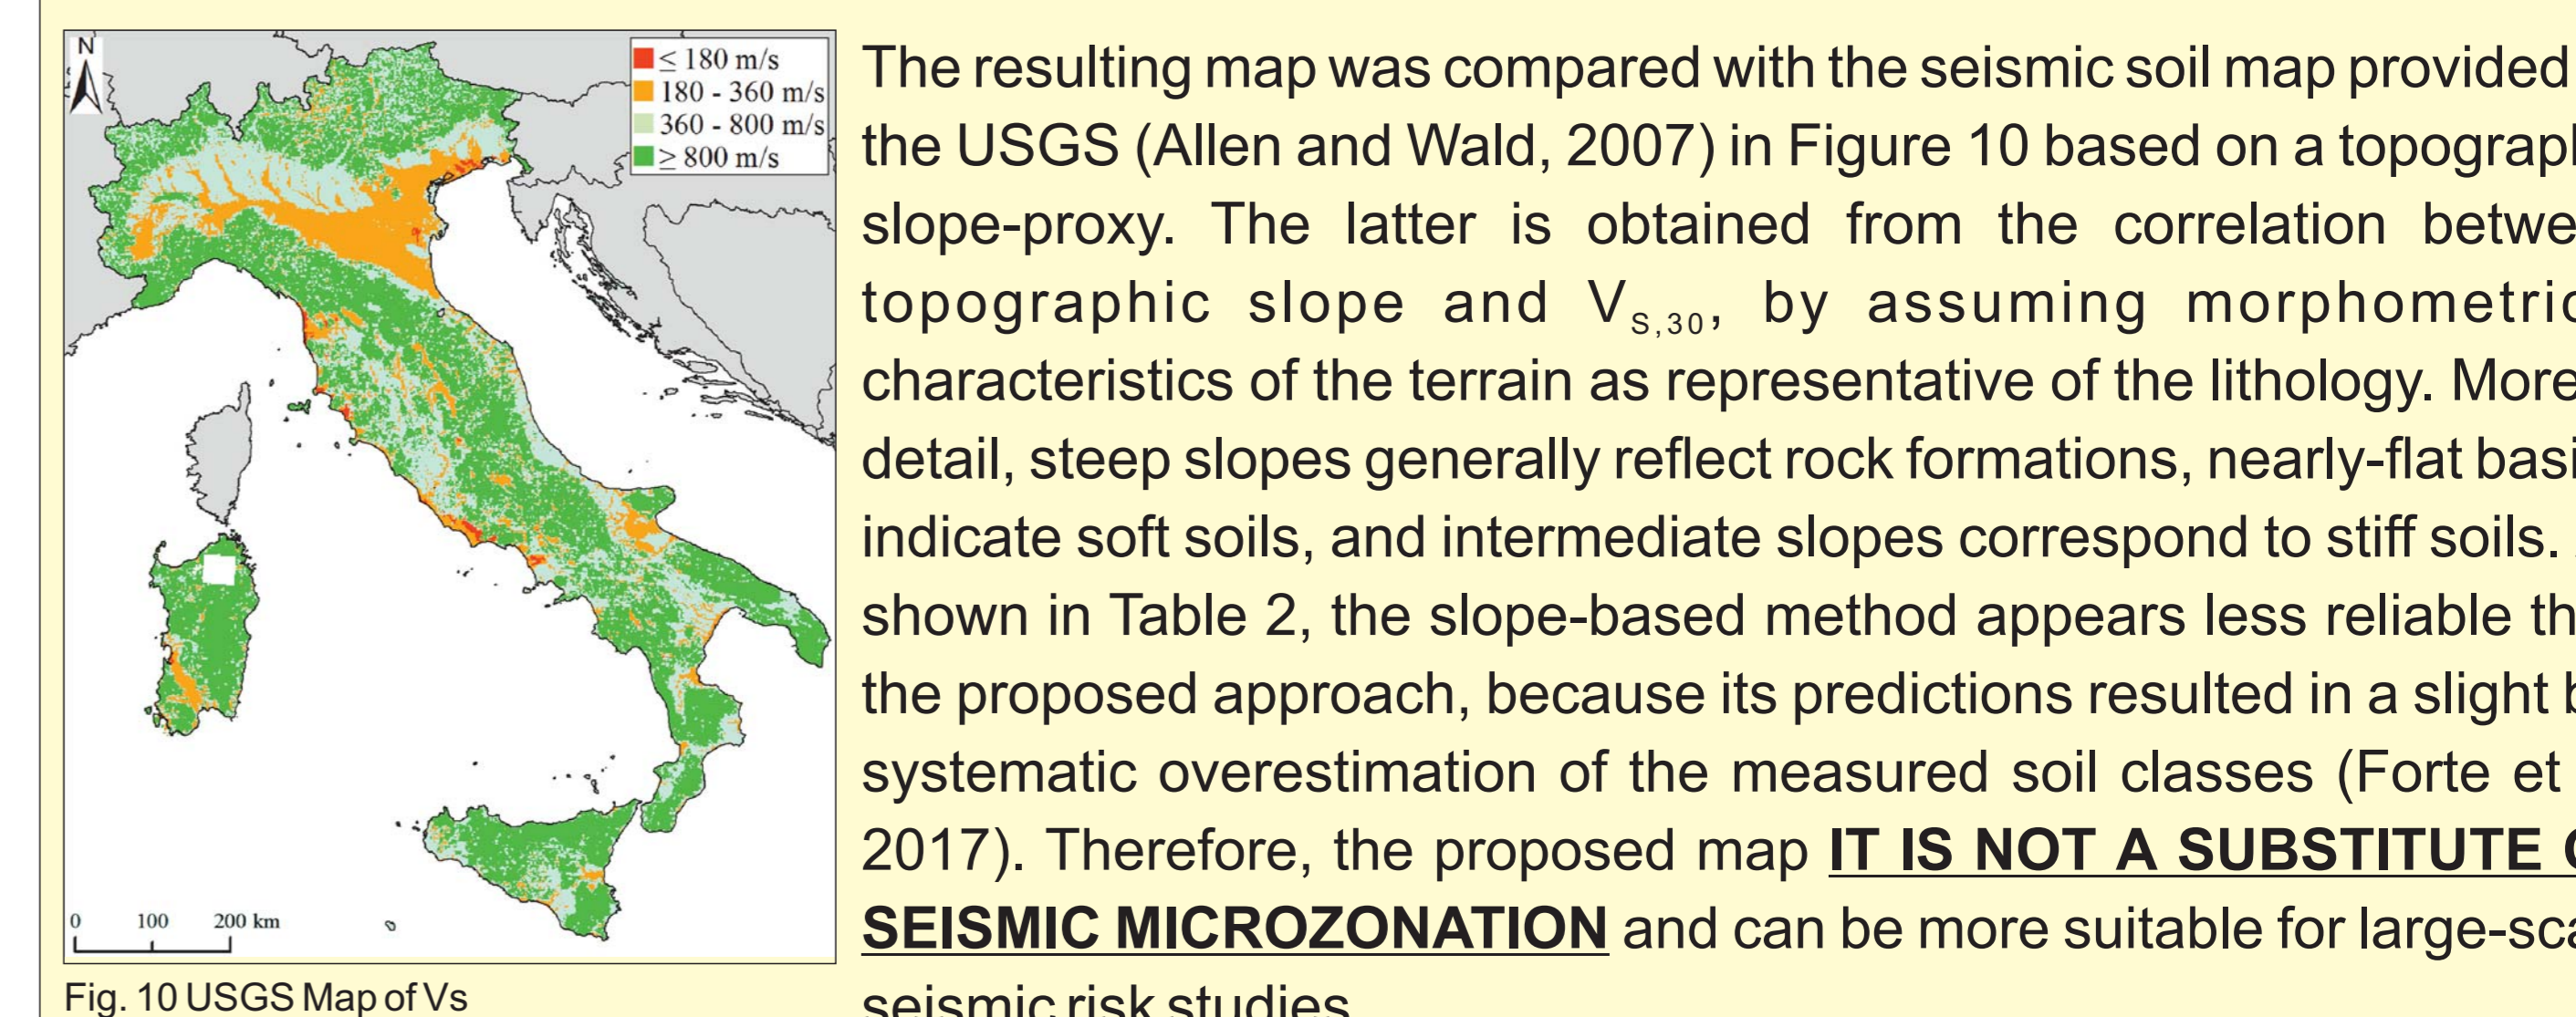 N
≤ 180 m/s
180 - 360 m/s
360 - 800 m/s
≥ 800 m/s
0 100 200 km
Fig. 10 USGS Map of Vs
The resulting map was compared with the seismic soil map provided
the USGS (Allen and Wald, 2007) in Figure 10 based on a topograph
slope-proxy. The latter is obtained from the correlation betwe
topographic slope and Vs,30, by assuming morphometric
characteristics of the terrain as representative of the lithology. More
detail, steep slopes generally reflect rock formations, nearly-flat basi
indicate soft soils, and intermediate slopes correspond to stiff soils.
shown in Table 2, the slope-based method appears less reliable th
the proposed approach, because its predictions resulted in a slight b
systematic overestimation of the measured soil classes (Forte et
2017). Therefore, the proposed map IT IS NOT A SUBSTITUTE
SEISMIC MICROZONATION and can be more suitable for large-sca
seismic risk studies